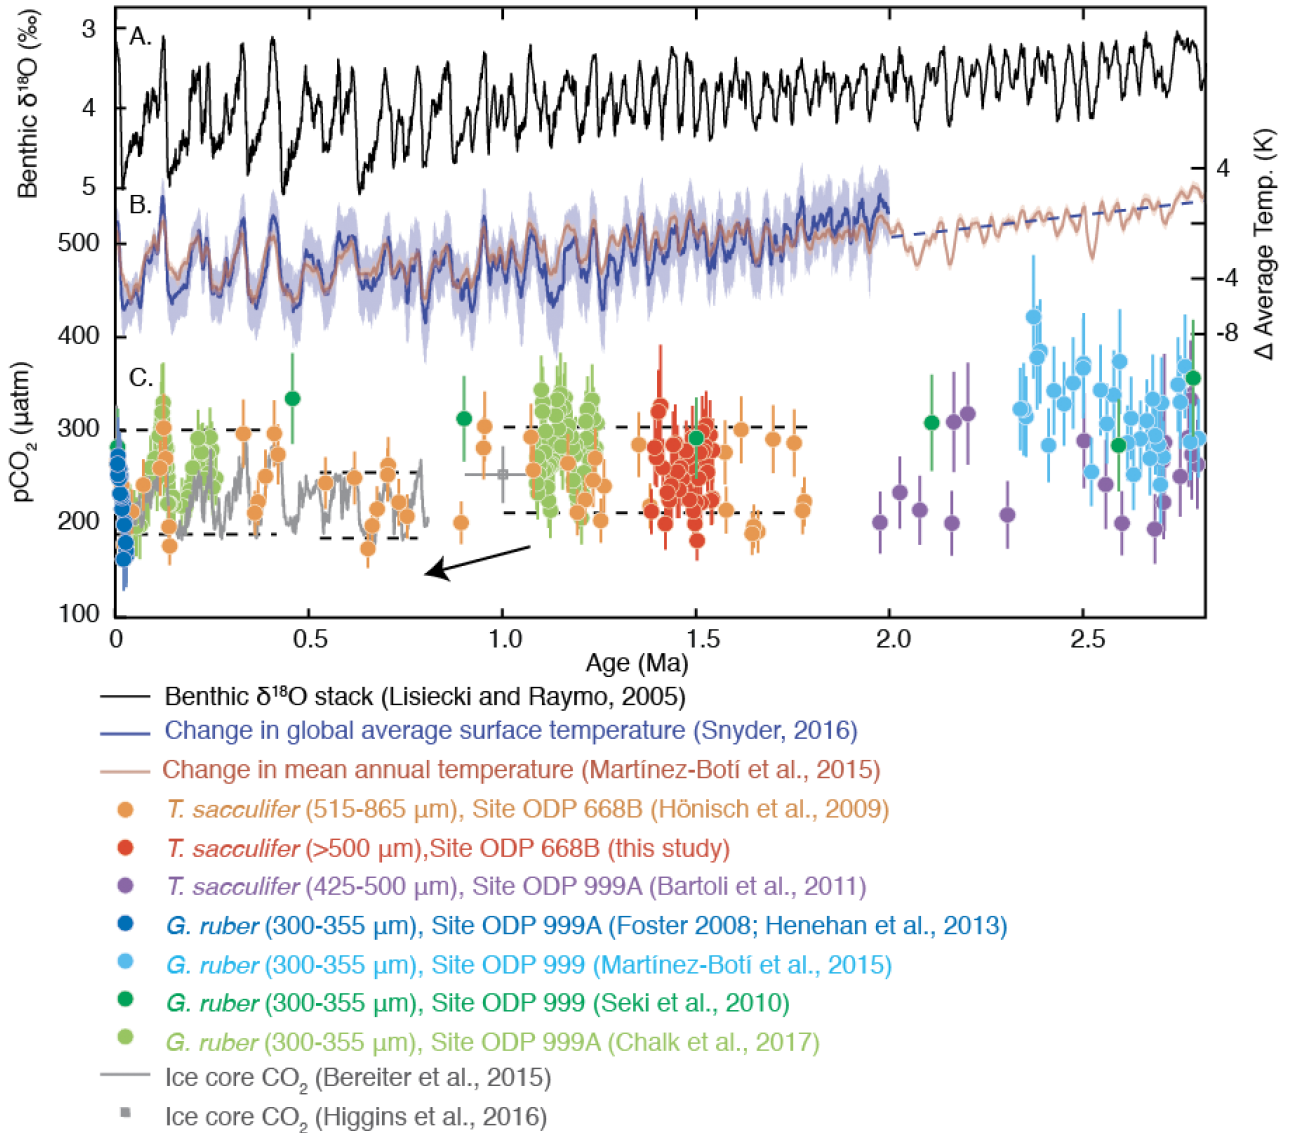 A.
3
4
5
Benthic δ¹⁸O (‰)
B.
4
-4
-8
Δ Average Temp. (K)
500
400
300
200
100
pCO₂ (µatm)
C.
0
0.5
1.0
1.5
2.0
2.5
Age (Ma)
Benthic δ¹⁸O stack (Lisiecki and Raymo, 2005)
Change in global average surface temperature (Snyder, 2016)
Change in mean annual temperature (Martínez-Botí et al., 2015)
T. sacculifer (515-865 µm), Site ODP 668B (Hönisch et al., 2009)
T. sacculifer (>500 µm),Site ODP 668B (this study)
T. sacculifer (425-500 µm), Site ODP 999A (Bartoli et al., 2011)
G. ruber (300-355 µm), Site ODP 999A (Foster 2008; Henehan et al., 2013)
G. ruber (300-355 µm), Site ODP 999 (Martínez-Botí et al., 2015)
G. ruber (300-355 µm), Site ODP 999 (Seki et al., 2010)
G. ruber (300-355 µm), Site ODP 999A (Chalk et al., 2017)
Ice core CO₂ (Bereiter et al., 2015)
Ice core CO₂ (Higgins et al., 2016)